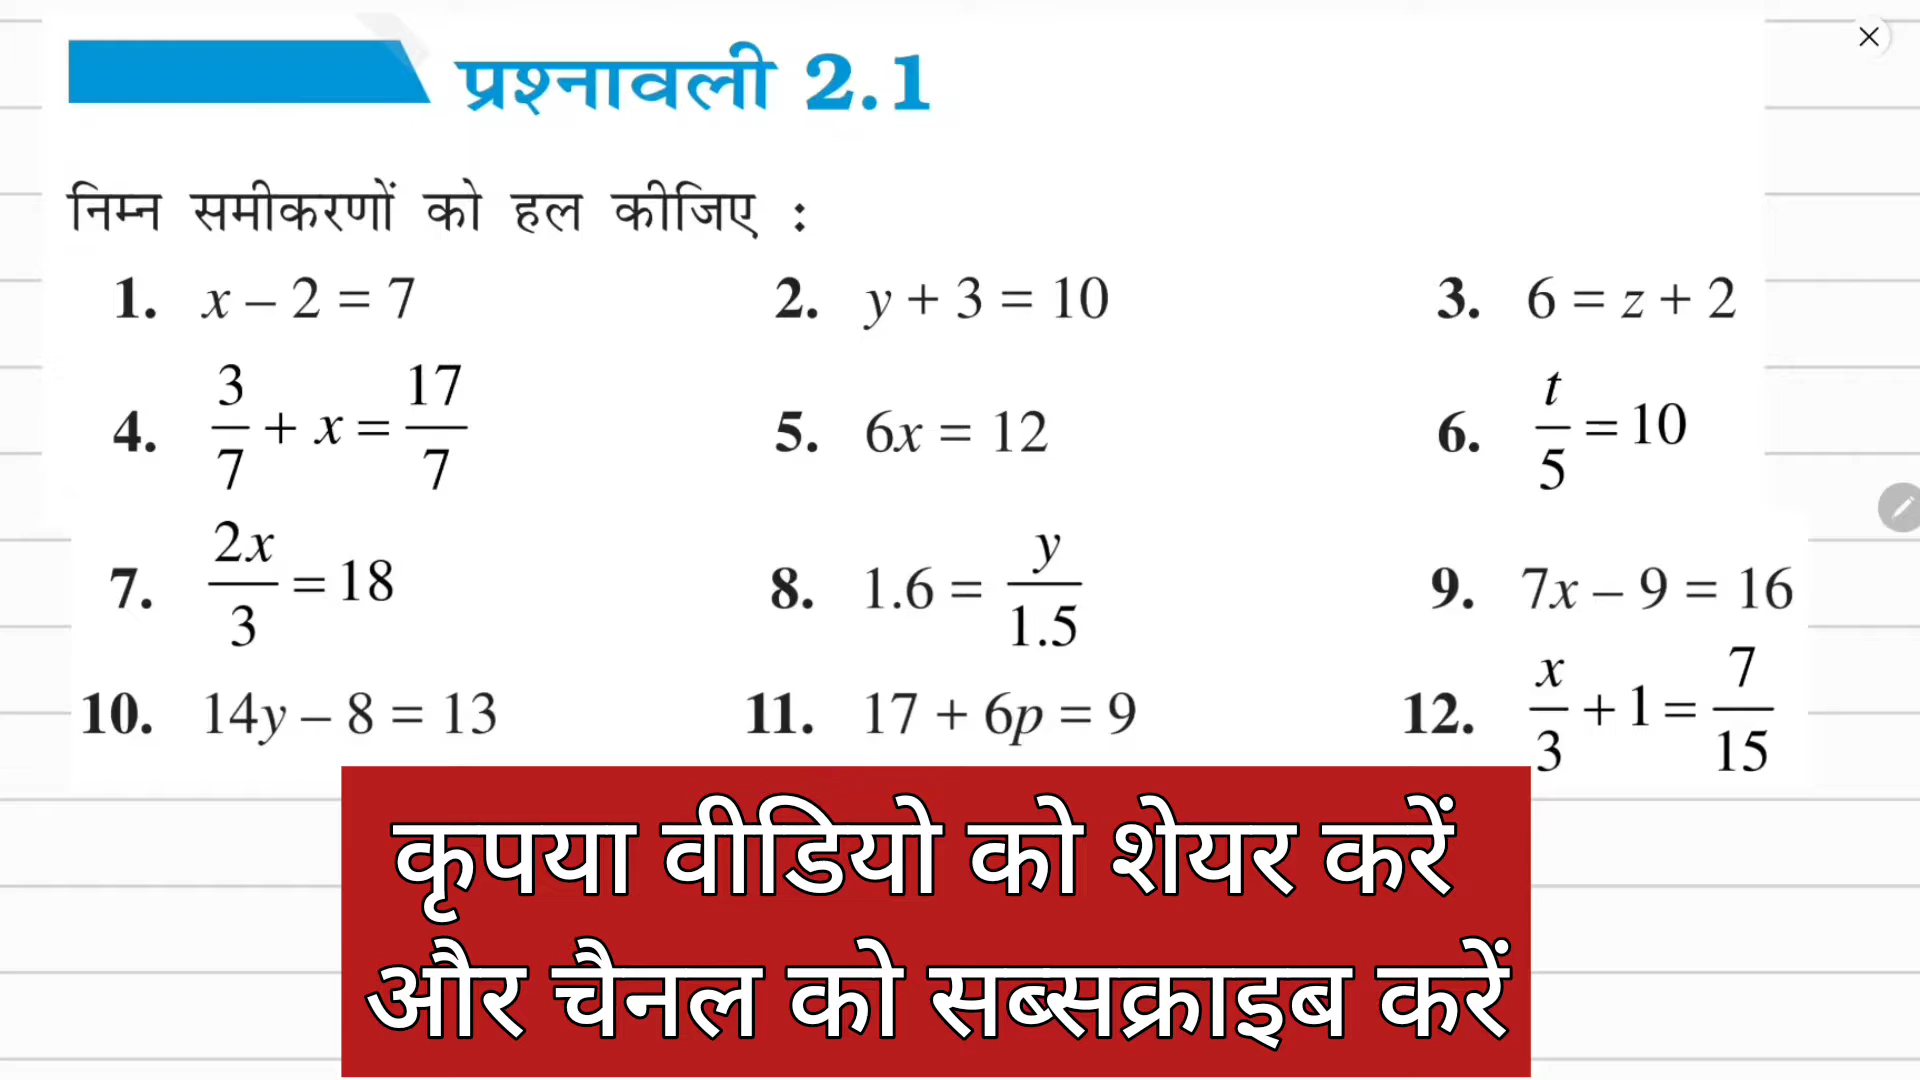 प्रश्नावली 2.1
निम्न समीकरणों को हल कीजिए :
1. x – 2 = 7 2. y + 3 = 10 3. 6 = z + 2
4. 3/7 + x = 17/7 5. 6x = 12 6. t/5 = 10
7. 2x/3 = 18 8. 1.6 = y/1.5 9. 7x – 9 = 16
10. 14y – 8 = 13 11. 17 + 6p = 9 12. x/3 + 1 = 7/15
कृपया वीडियो को शेयर करें
और चैनल को सब्सक्राइब करें